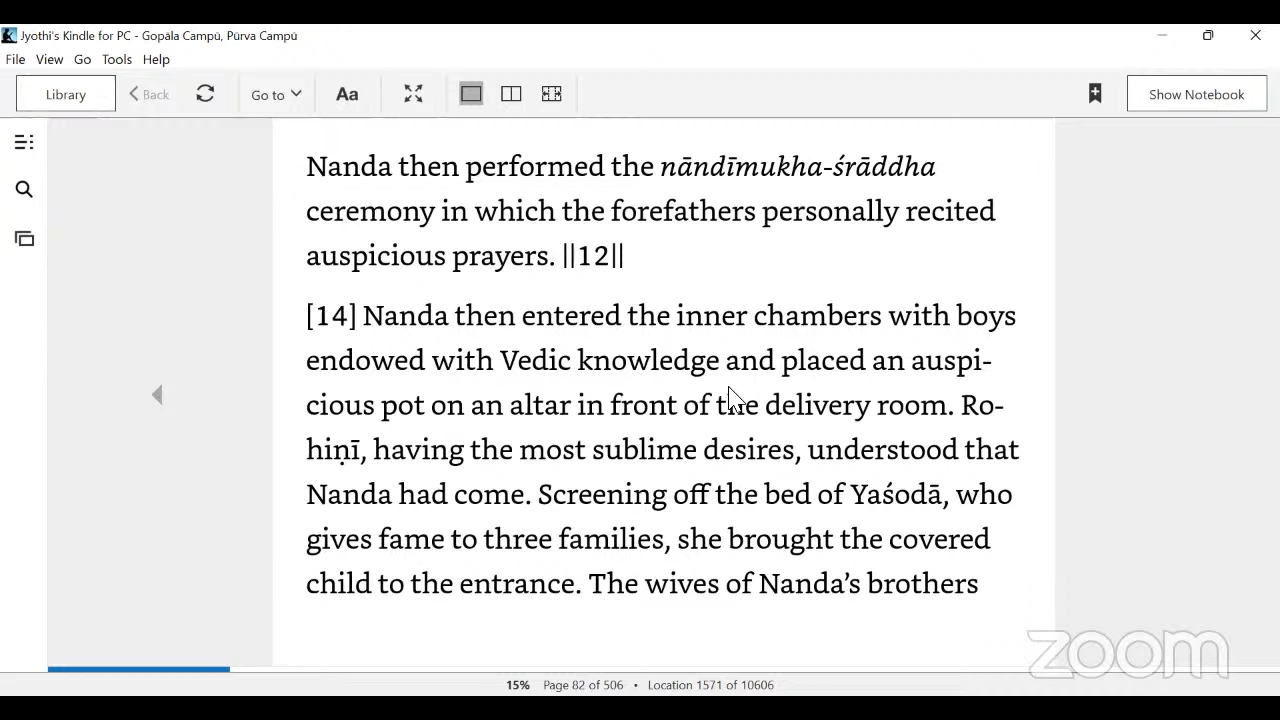 Jyothi's Kindle for PC - Gopāla Campū, Pūrva Campū
File View Go Tools Help
Library Back Go to Aa Show Notebook
Nanda then performed the nāndīmukha-śrāddha
ceremony in which the forefathers personally recited
auspicious prayers. ||12||
[14] Nanda then entered the inner chambers with boys
endowed with Vedic knowledge and placed an auspi-
cious pot on an altar in front of the delivery room. Ro-
hiṇī, having the most sublime desires, understood that
Nanda had come. Screening off the bed of Yaśodā, who
gives fame to three families, she brought the covered
child to the entrance. The wives of Nanda’s brothers
zoom
15% Page 82 of 506 • Location 1571 of 10606